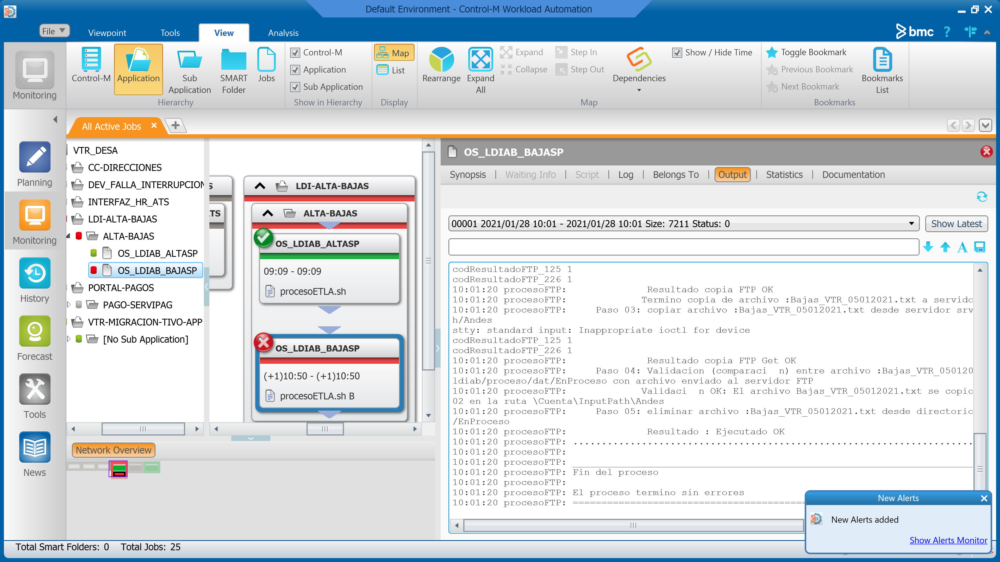 Default Environment - Control-M Workload Automation
File
Viewpoint
Tools
View
Analysis
bmc
?
Monitoring
Control-M
Application
Sub Application
SMART Folder
Jobs
Hierarchy
Control-M
Application
Sub Application
Show in Hierarchy
Map
List
Display
Rearrange
Expand All
Expand
Collapse
Step In
Step Out
Dependencies
Show / Hide Time
Map
Toggle Bookmark
Previous Bookmark
Next Bookmark
Bookmarks List
Bookmarks
All Active Jobs
Planning
Monitoring
History
Forecast
Tools
News
VTR_DESA
CC-DIRECCIONES
DEV_FALLA_INTERRUPCION
INTERFAZ_HR_ATS
LDI-ALTA-BAJAS
ALTA-BAJAS
OS_LDIAB_ALTASP
OS_LDIAB_BAJASP
PORTAL-PAGOS
PAGO-SERVIPAG
VTR-MIGRACION-TIVO-APP
[No Sub Application]
S
TS
LDI-ALTA-BAJAS
ALTA-BAJAS
OS_LDIAB_ALTASP
09:09 - 09:09
procesoETLA.sh
OS_LDIAB_BAJASP
(+1)10:50 - (+1)10:50
procesoETLA.sh B
Network Overview
OS_LDIAB_BAJASP
Synopsis | Waiting Info | Script | Log | Belongs To | Output | Statistics | Documentation
00001 2021/01/28 10:01 - 2021/01/28 10:01 Size: 7211 Status: 0
Show Latest
A
codResultadoFTP_125 1
codResultadoFTP_226 1
10:01:20 procesoFTP: Resultado copia FTP OK
10:01:20 procesoFTP: Termino copia de archivo :Bajas_VTR_05012021.txt a servido
10:01:20 procesoFTP: Paso 03: copiar archivo :Bajas_VTR_05012021.txt desde servidor srv
h/Andes
stty: standard input: Inappropriate ioctl for device
codResultadoFTP_125 1
codResultadoFTP_226 1
10:01:20 procesoFTP: Resultado copia FTP Get OK
10:01:20 procesoFTP: Paso 04: Validacion (comparaci n) entre archivo :Bajas_VTR_050120
ldiab/proceso/dat/EnProceso con archivo enviado al servidor FTP
10:01:20 procesoFTP: Validaci n OK: El archivo Bajas_VTR_05012021.txt se copio
02 en la ruta \Cuenta\InputPath\Andes
10:01:20 procesoFTP: Paso 05: eliminar archivo :Bajas_VTR_05012021.txt desde directorio
/EnProceso
10:01:20 procesoFTP: Resultado : Ejecutado OK
10:01:20 procesoFTP: ......................................................................
10:01:20 procesoFTP:
10:01:20 procesoFTP: ______________________________________________________________________
10:01:20 procesoFTP: Fin del proceso
10:01:20 procesoFTP:
10:01:20 procesoFTP: El proceso termino sin errores
10:01:20 procesoFTP: =========================================
New Alerts
New Alerts added
Show Alerts Monitor
Total Smart Folders: 0 Total Jobs: 25